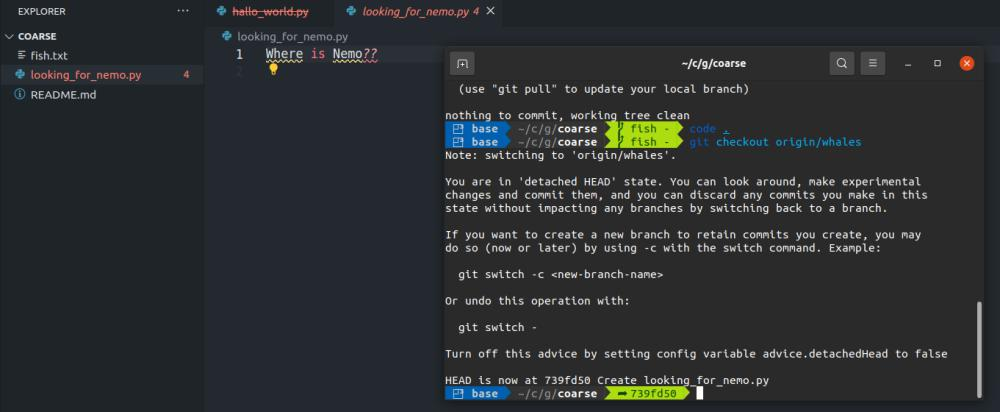 EXPLORER
···
hallo_world.py
looking_for_nemo.py 4
COARSE
fish.txt
looking_for_nemo.py 4
README.md
looking_for_nemo.py
1 Where is Nemo??
2
~/c/g/coarse
(use "git pull" to update your local branch)
nothing to commit, working tree clean
base ~/c/g/coarse fish - code .
base ~/c/g/coarse fish - git checkout origin/whales
Note: switching to 'origin/whales'.
You are in 'detached HEAD' state. You can look around, make experimental
changes and commit them, and you can discard any commits you make in this
state without impacting any branches by switching back to a branch.
If you want to create a new branch to retain commits you create, you may
do so (now or later) by using -c with the switch command. Example:
git switch -c <new-branch-name>
Or undo this operation with:
git switch -
Turn off this advice by setting config variable advice.detachedHead to false
HEAD is now at 739fd50 Create looking_for_nemo.py
base ~/c/g/coarse ➦739fd50